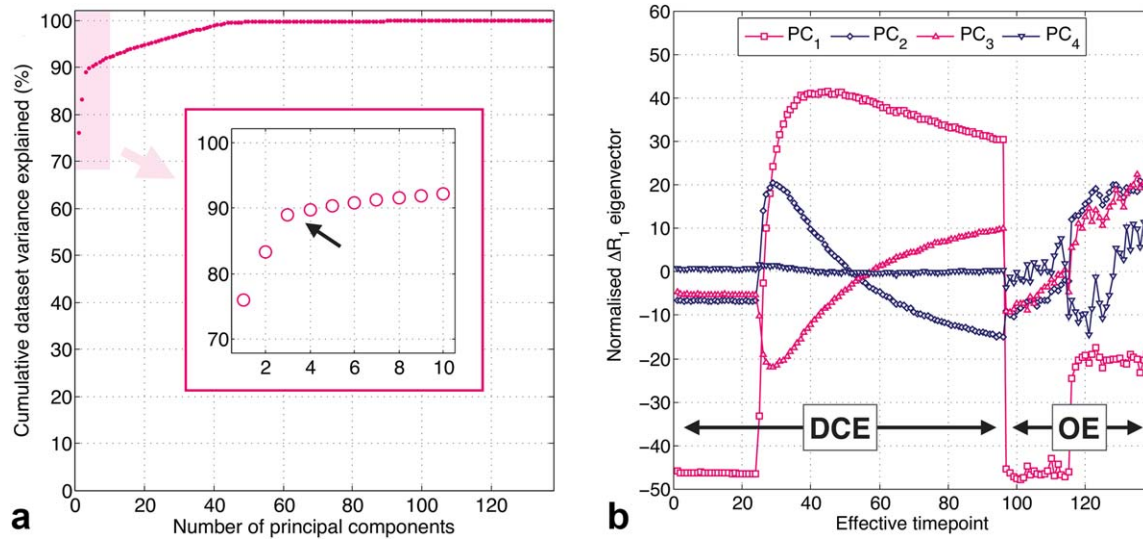 Cumulative dataset variance explained (%)
100
90
80
70
60
50
40
30
20
10
0
100
90
80
70
2 4 6 8 10
0 20 40 60 80 100 120
Number of principal components
a
Normalised ΔR1 eigenvector
60
50
40
30
20
10
0
-10
-20
-30
-40
-50
PC1 PC2 PC3 PC4
DCE
OE
0 20 40 60 80 100 120
Effective timepoint
b